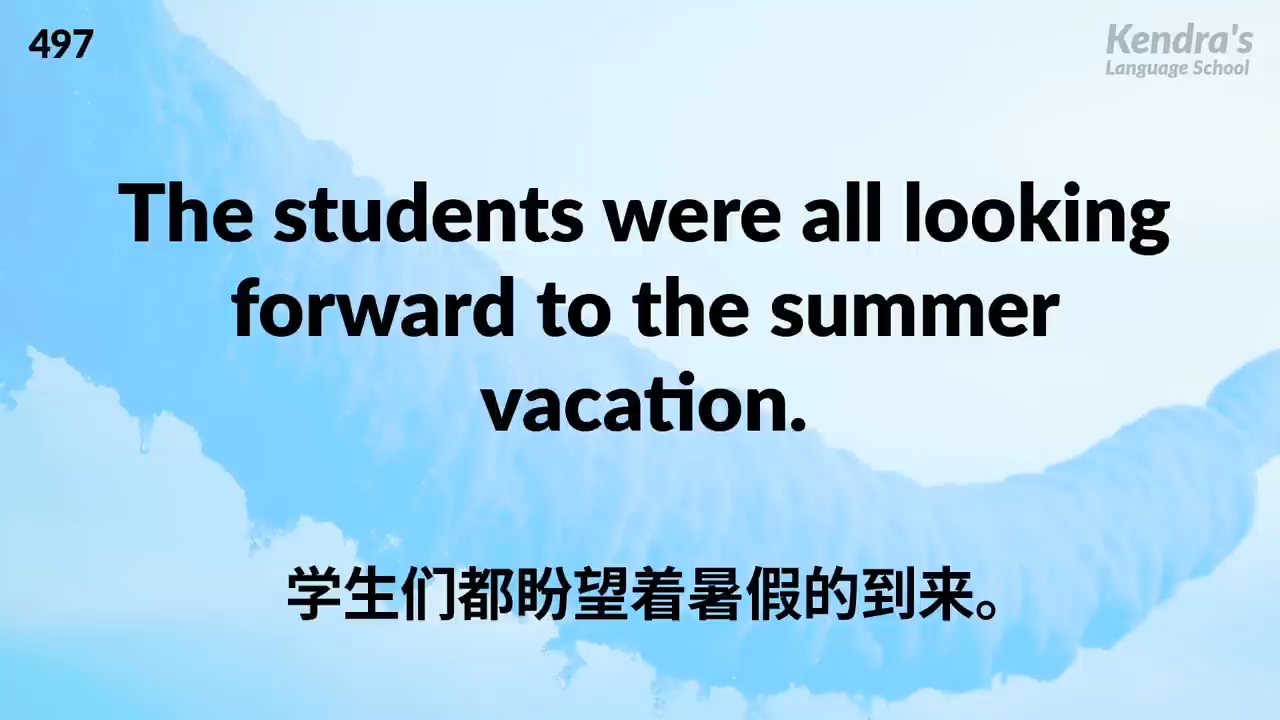 497
Kendra's
Language School
The students were all looking
forward to the summer
vacation.
学生们都盼望着暑假的到来。